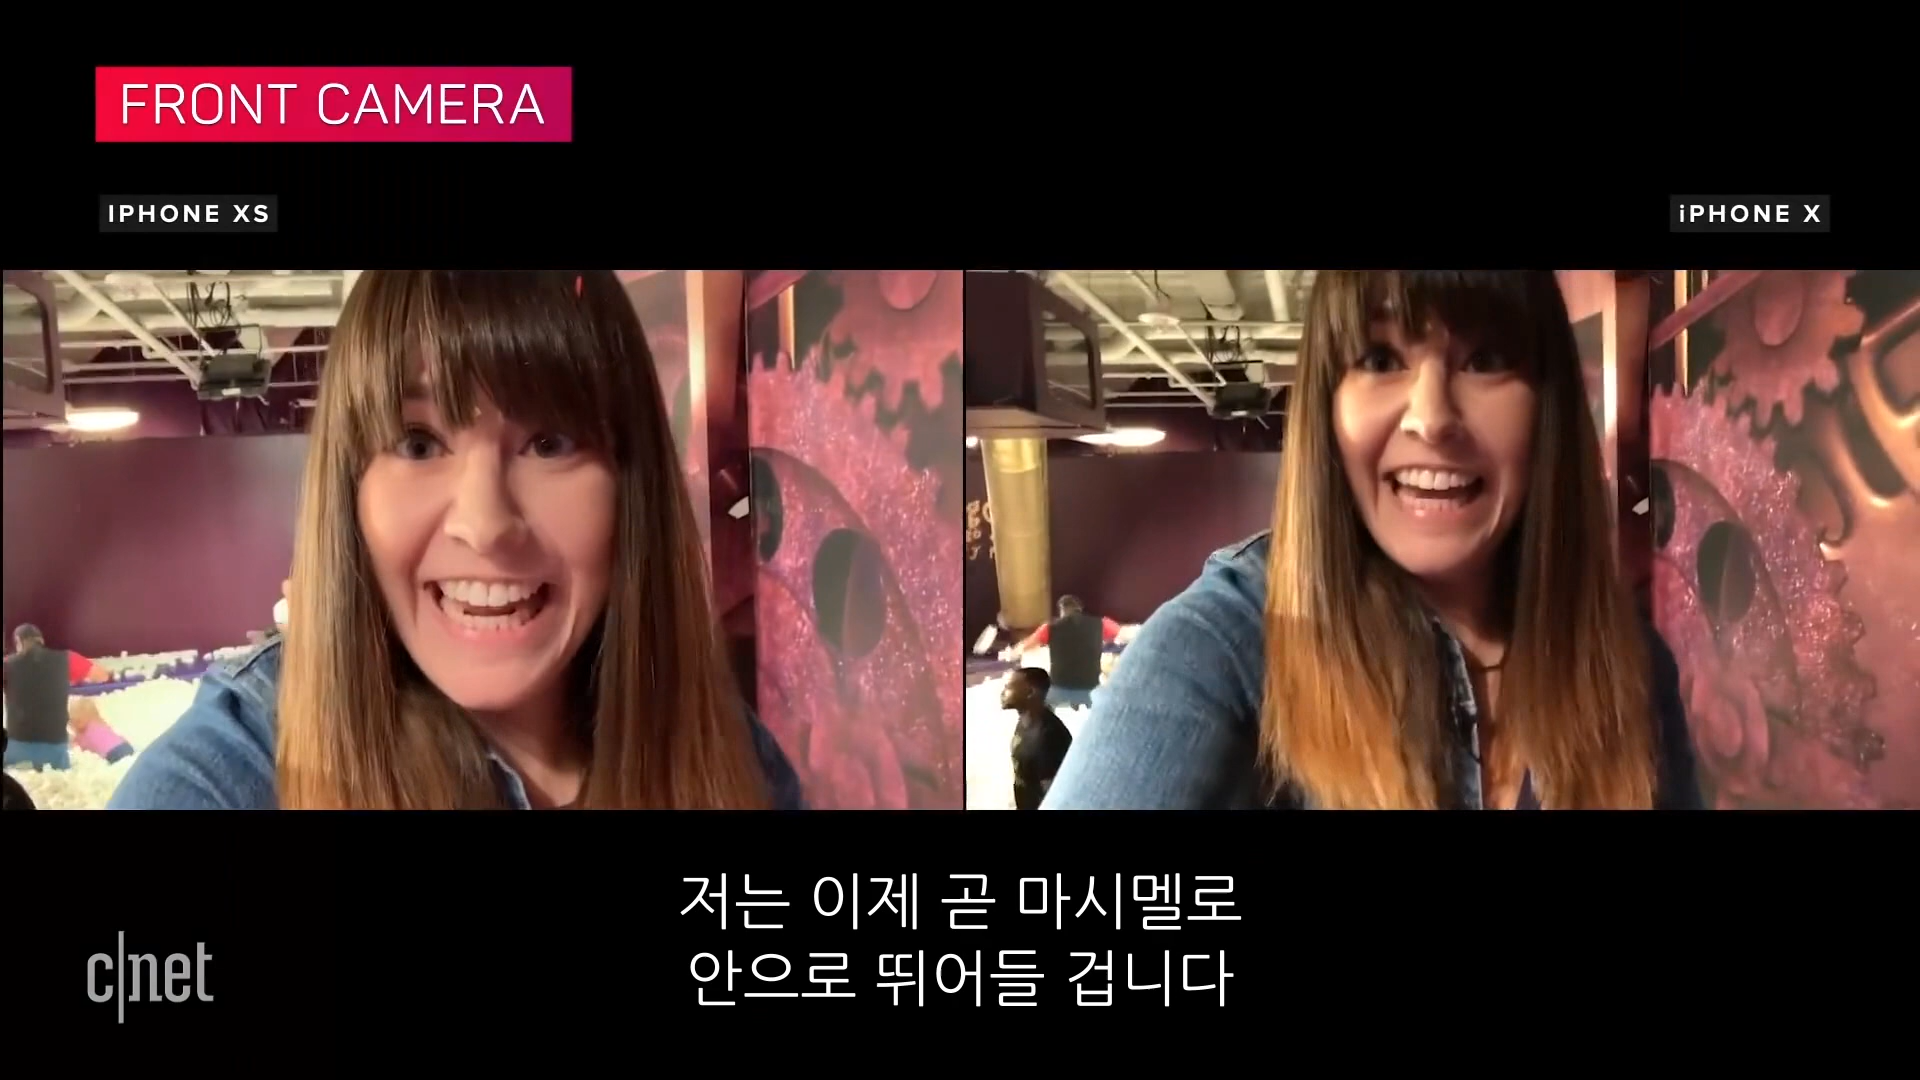 FRONT CAMERA
IPHONE XS
iPHONE X
저는 이제 곧 마시멜로
안으로 뛰어들 겁니다
c|net